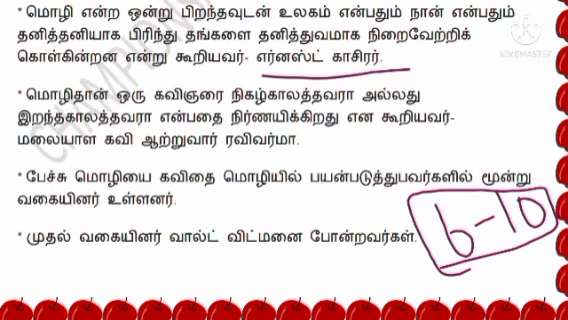 * மொழி என்ற ஒன்று பிறந்தவுடன் உலகம் என்பதும் நான் என்பதும்
தனித்தனியாக பிரிந்து தங்களை தனித்துவமாக நிறைவேற்றிக்
கொள்கின்றன என்று கூறியவர்- எர்னஸ்ட் காசிரர்.
* மொழிதான் ஒரு கவிஞரை நிகழ்காலத்தவரா அல்லது
இறந்தகாலத்தவரா என்பதை நிர்ணயிக்கிறது என கூறியவர்-
மலையாள கவி ஆற்றுவார் ரவிவர்மா.
* பேச்சு மொழியை கவிதை மொழியில் பயன்படுத்துபவர்களில் மூன்று
வகையினர் உள்ளனர்.
* முதல் வகையினர் வால்ட் விட்மனை போன்றவர்கள்.
6-10
KINEMASTER
CHAMPION